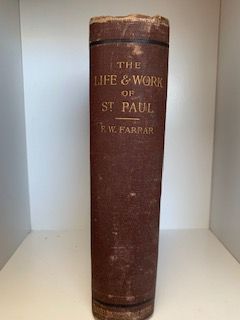 THE
LIFE & WORK
OF
ST PAUL
F. W. FARRAR